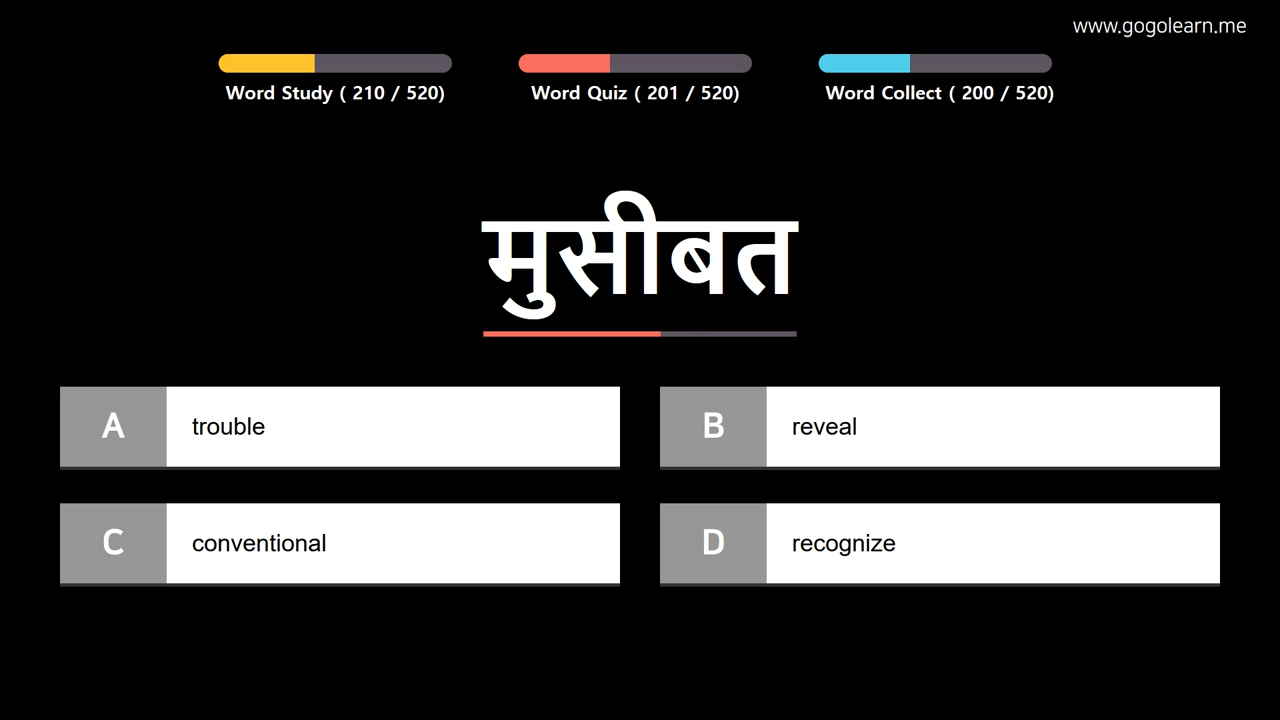 www.gogolearn.me
Word Study ( 210 / 520)
Word Quiz ( 201 / 520)
Word Collect ( 200 / 520)
मुसीबत
A trouble
B reveal
C conventional
D recognize